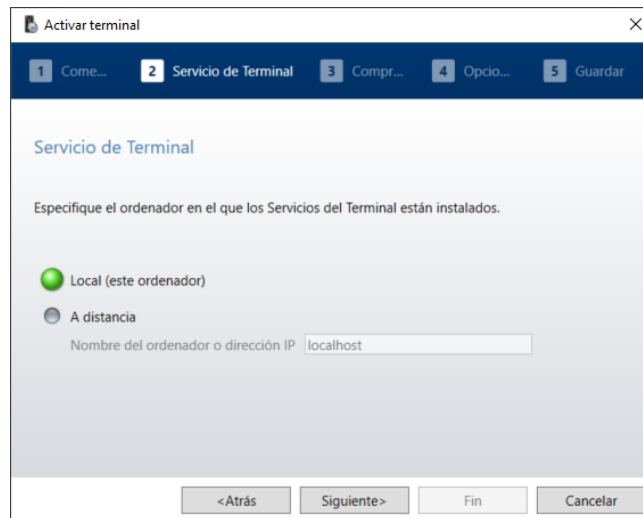 Activar terminal
1 Come... 2 Servicio de Terminal 3 Compr... 4 Opcio... 5 Guardar
Servicio de Terminal
Especifique el ordenador en el que los Servicios del Terminal están instalados.
Local (este ordenador)
A distancia
Nombre del ordenador o dirección IP localhost
<Atrás Siguiente> Fin Cancelar